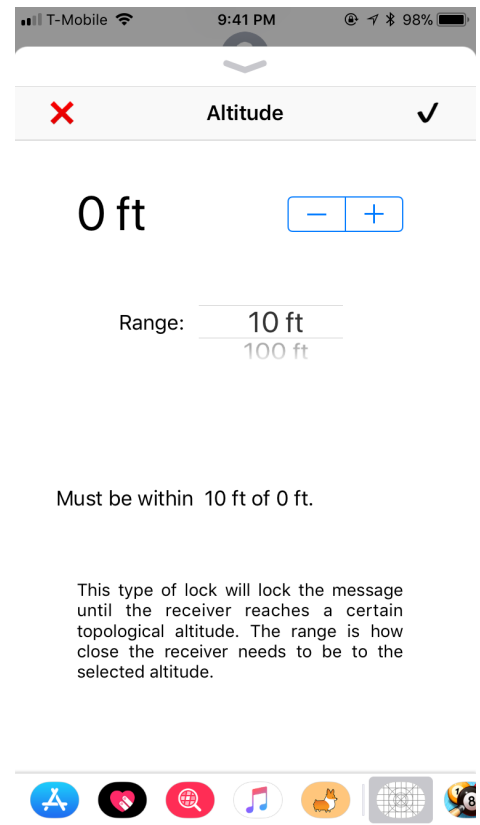 T-Mobile 9:41 PM 98%
Altitude
0 ft
Range: 10 ft
100 ft
Must be within 10 ft of 0 ft.
This type of lock will lock the message
until the receiver reaches a certain
topological altitude. The range is how
close the receiver needs to be to the
selected altitude.
1 8